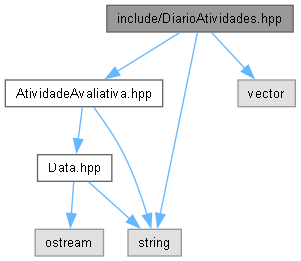 include/DiarioAtividades.hpp
AtividadeAvaliativa.hpp
vector
Data.hpp
ostream
string